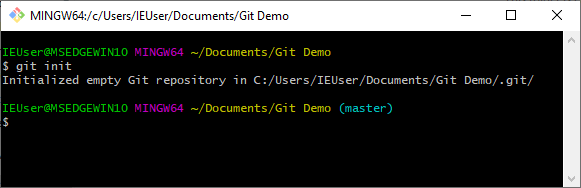 MINGW64:/c/Users/IEUser/Documents/Git Demo
IEUser@MSEDGEWIN10 MINGW64 ~/Documents/Git Demo
$ git init
Initialized empty Git repository in C:/Users/IEUser/Documents/Git Demo/.git/
IEUser@MSEDGEWIN10 MINGW64 ~/Documents/Git Demo (master)
$